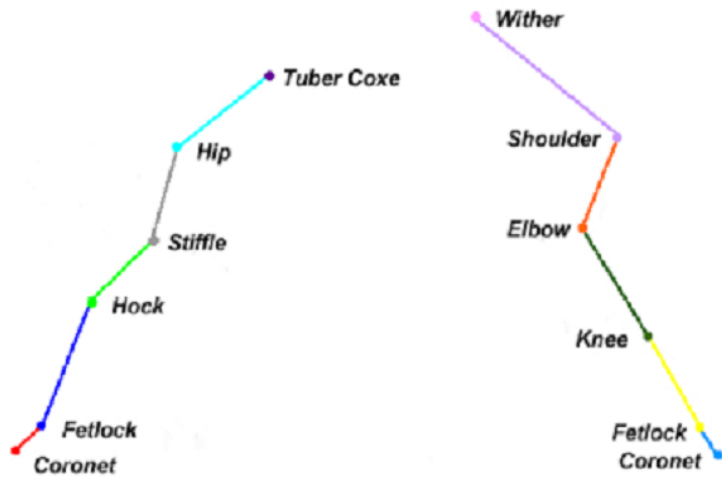 Tuber Coxe
Hip
Stiffle
Hock
Fetlock
Coronet
Wither
Shoulder
Elbow
Knee
Fetlock
Coronet